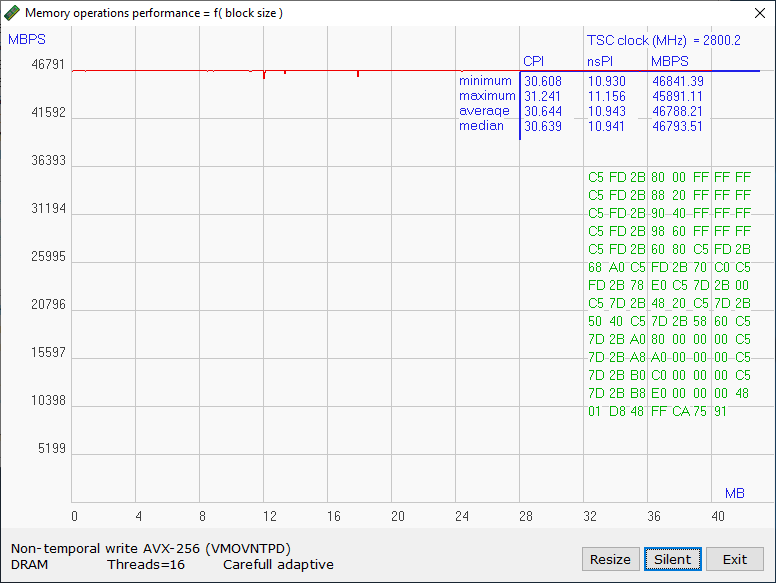 Memory operations performance = f( block size )
MBPS
TSC clock (MHz) = 2800.2
CPI nsPI MBPS
minimum 30.608 10.930 46841.39
maximum 31.241 11.156 45891.11
average 30.644 10.943 46788.21
median 30.639 10.941 46793.51
46791
41592
36393
31194
25995
20796
15597
10398
5199
C5 FD 2B 80 00 FF FF FF
C5 FD 2B 88 20 FF FF FF
C5 FD 2B 90 40 FF FF FF
C5 FD 2B 98 60 FF FF FF
C5 FD 2B 60 80 C5 FD 2B
68 A0 C5 FD 2B 70 C0 C5
FD 2B 78 E0 C5 7D 2B 00
C5 7D 2B 48 20 C5 7D 2B
50 40 C5 7D 2B 58 60 C5
7D 2B A0 80 00 00 00 C5
7D 2B A8 A0 00 00 00 C5
7D 2B B0 C0 00 00 00 C5
7D 2B B8 E0 00 00 00 48
01 D8 48 FF CA 75 91
MB
0 4 8 12 16 20 24 28 32 36 40
Non-temporal write AVX-256 (VMOVNTPD)
DRAM Threads=16 Carefull adaptive
Resize Silent Exit